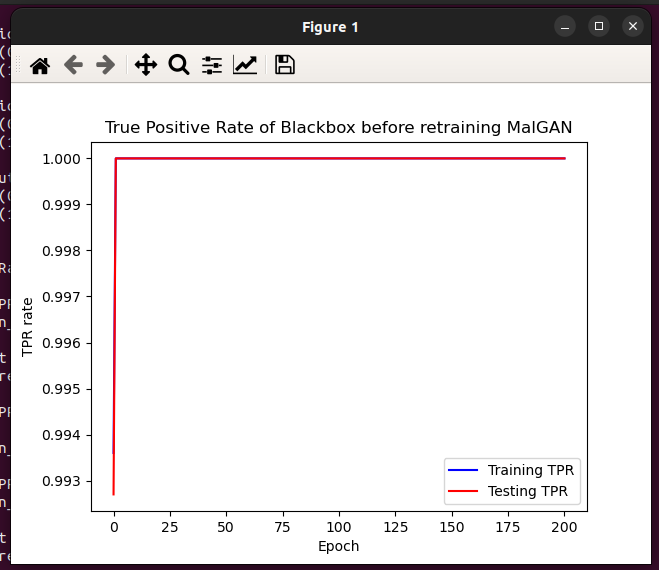 Figure 1
True Positive Rate of Blackbox before retraining MalGAN
1.000
0.999
0.998
0.997
0.996
0.995
0.994
0.993
TPR rate
0
25
50
75
100
125
150
175
200
Epoch
Training TPR
Testing TPR